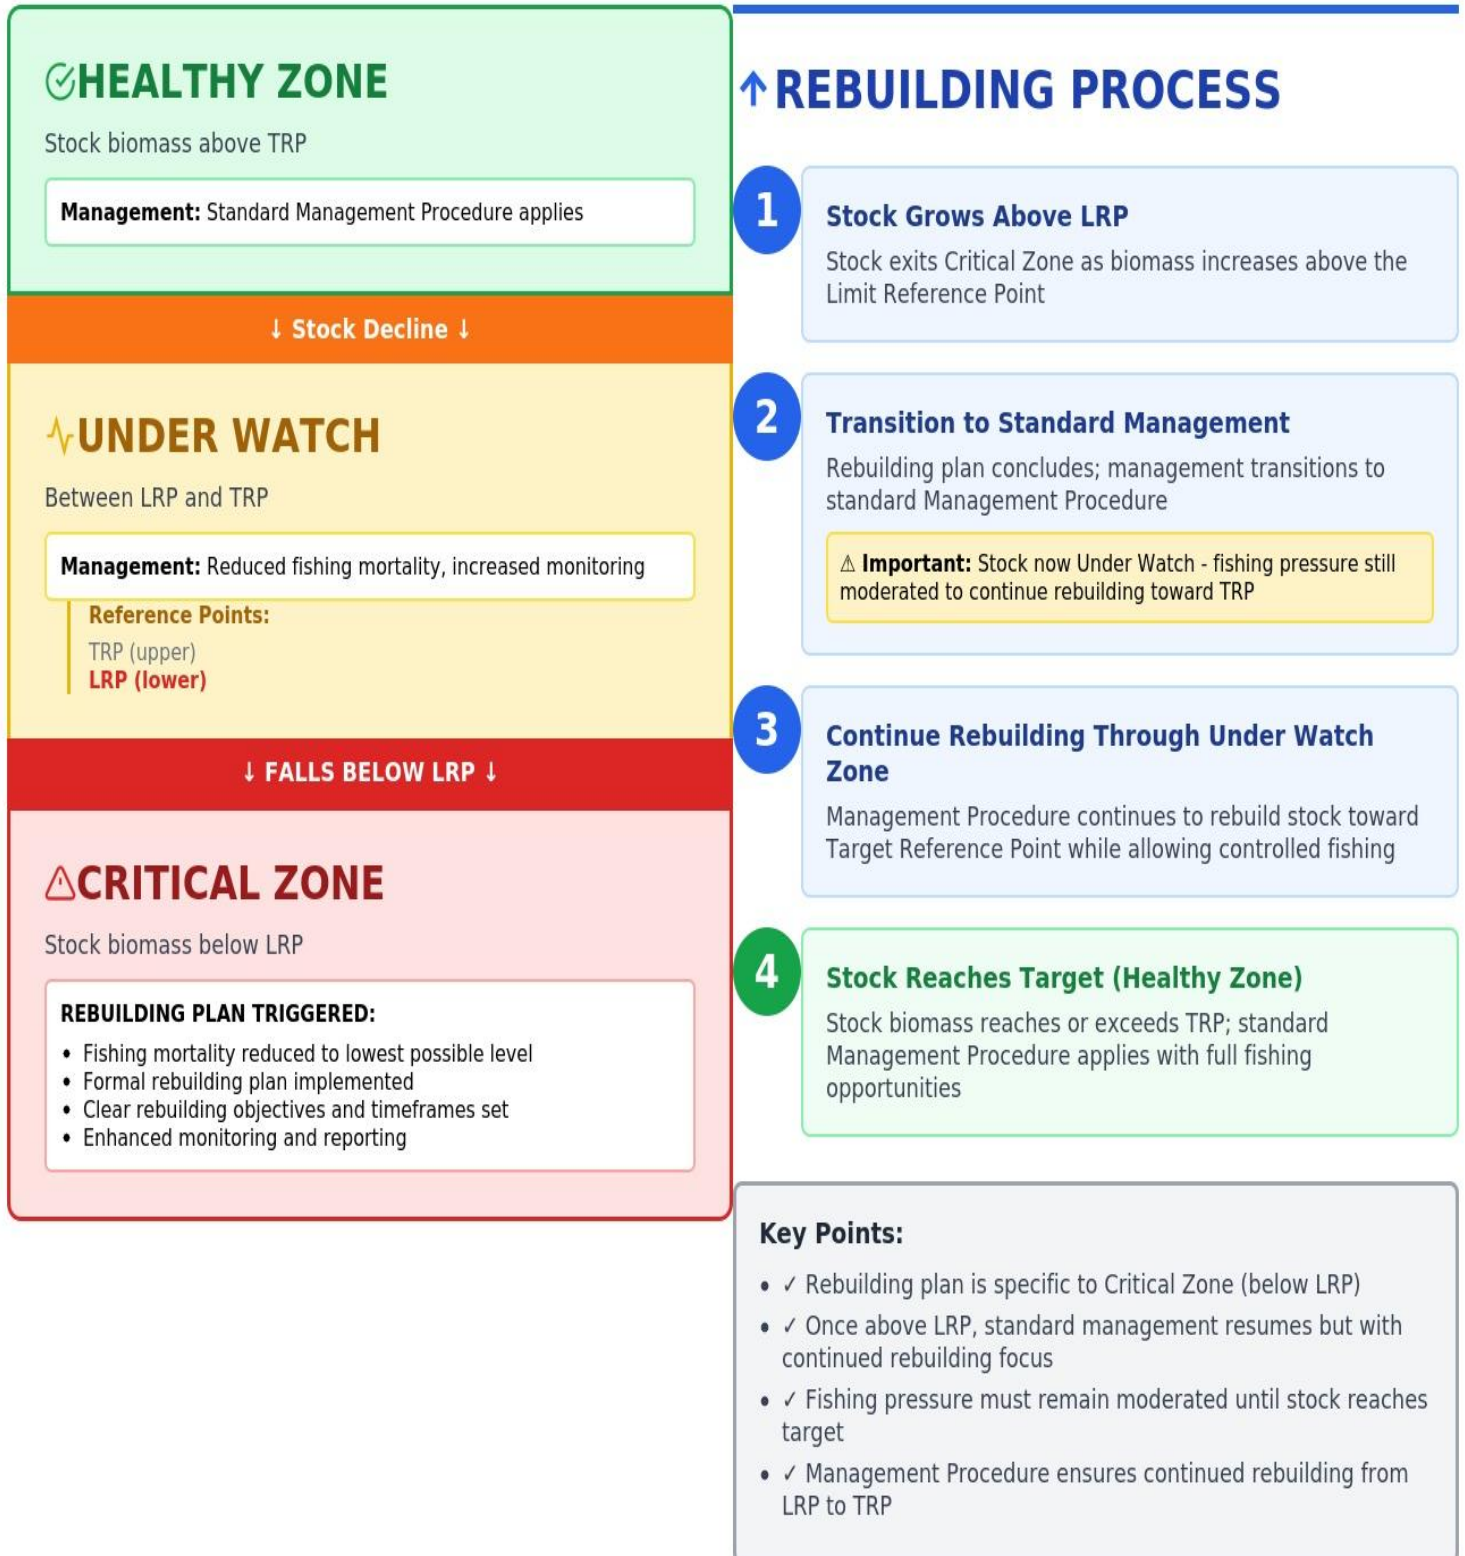 HEALTHY ZONE
Stock biomass above TRP
Management: Standard Management Procedure applies
↓ Stock Decline ↓
UNDER WATCH
Between LRP and TRP
Management: Reduced fishing mortality, increased monitoring
Reference Points:
TRP (upper)
LRP (lower)
↓ FALLS BELOW LRP ↓
CRITICAL ZONE
Stock biomass below LRP
REBUILDING PLAN TRIGGERED:
• Fishing mortality reduced to lowest possible level
• Formal rebuilding plan implemented
• Clear rebuilding objectives and timeframes set
• Enhanced monitoring and reporting
↑ REBUILDING PROCESS
1
Stock Grows Above LRP
Stock exits Critical Zone as biomass increases above the
Limit Reference Point
2
Transition to Standard Management
Rebuilding plan concludes; management transitions to
standard Management Procedure
⚠ Important: Stock now Under Watch - fishing pressure still
moderated to continue rebuilding toward TRP
3
Continue Rebuilding Through Under Watch
Zone
Management Procedure continues to rebuild stock toward
Target Reference Point while allowing controlled fishing
4
Stock Reaches Target (Healthy Zone)
Stock biomass reaches or exceeds TRP; standard
Management Procedure applies with full fishing
opportunities
Key Points:
• ✓ Rebuilding plan is specific to Critical Zone (below LRP)
• ✓ Once above LRP, standard management resumes but with
continued rebuilding focus
• ✓ Fishing pressure must remain moderated until stock reaches
target
• ✓ Management Procedure ensures continued rebuilding from
LRP to TRP